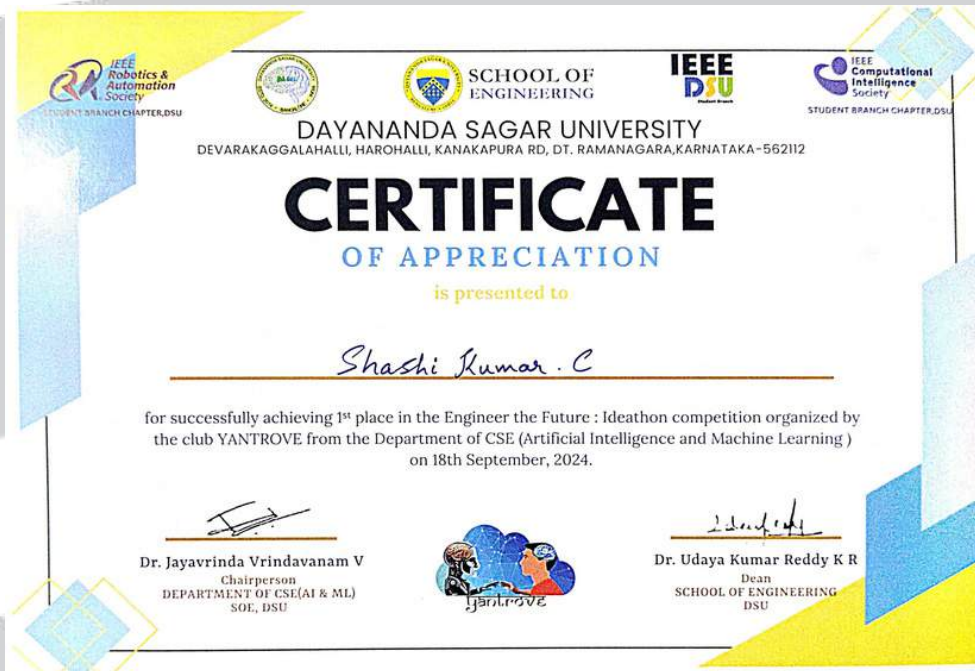 IEEE
Robotics &
Automation
Society
STUDENT BRANCH CHAPTER,DSU
SCHOOL OF
ENGINEERING
IEEE
DSU
Student Branch
IEEE
Computational
Intelligence
Society
STUDENT BRANCH CHAPTER,DSU
DAYANANDA SAGAR UNIVERSITY
DEVARAKAGGALAHALLI, HAROHALLI, KANAKAPURA RD, DT. RAMANAGARA,KARNATAKA-562112
CERTIFICATE
OF APPRECIATION
is presented to
Shashi Kumar. C
for successfully achieving 1st place in the Engineer the Future : Ideathon competition organized by
the club YANTROVE from the Department of CSE (Artificial Intelligence and Machine Learning )
on 18th September, 2024.
Dr. Jayavrinda Vrindavanam V
Chairperson
DEPARTMENT OF CSE(AI & ML)
SOE, DSU
yantrove
Dr. Udaya Kumar Reddy K R
Dean
SCHOOL OF ENGINEERING
DSU